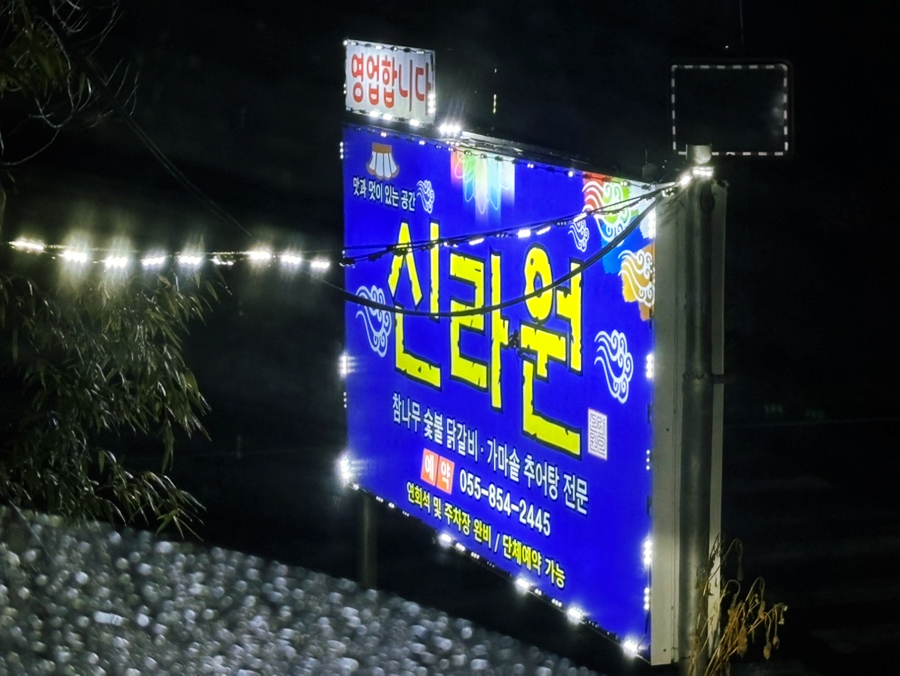 영업합니다
맛과 멋이 있는 공간
신라원
참나무 숯불 닭갈비 · 가마솥 추어탕 전문
예약 055-854-2445
연회석 및 주차장 완비 / 단체예약 가능